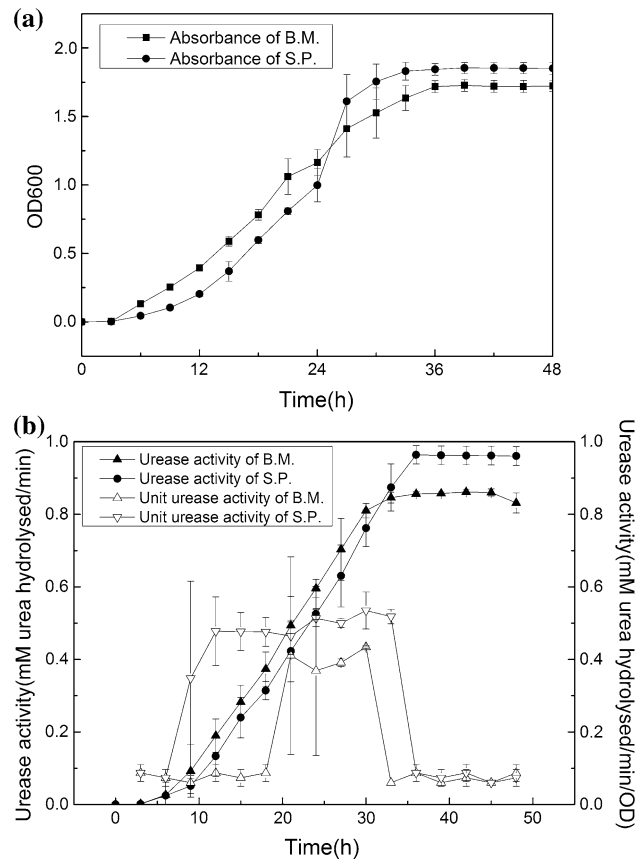 (a)
Absorbance of B.M.
Absorbance of S.P.
2.0
1.5
1.0
0.5
0.0
OD600
0
12
24
36
48
Time(h)
(b)
Urease activity of B.M.
Urease activity of S.P.
Unit urease activity of B.M.
Unit urease activity of S.P.
1.0
0.8
0.6
0.4
0.2
0.0
Urease activity(mM urea hydrolysed/min)
1.0
0.8
0.6
0.4
0.2
0.0
Urease activity(mM urea hydrolysed/min/OD)
0
10
20
30
40
50
Time(h)